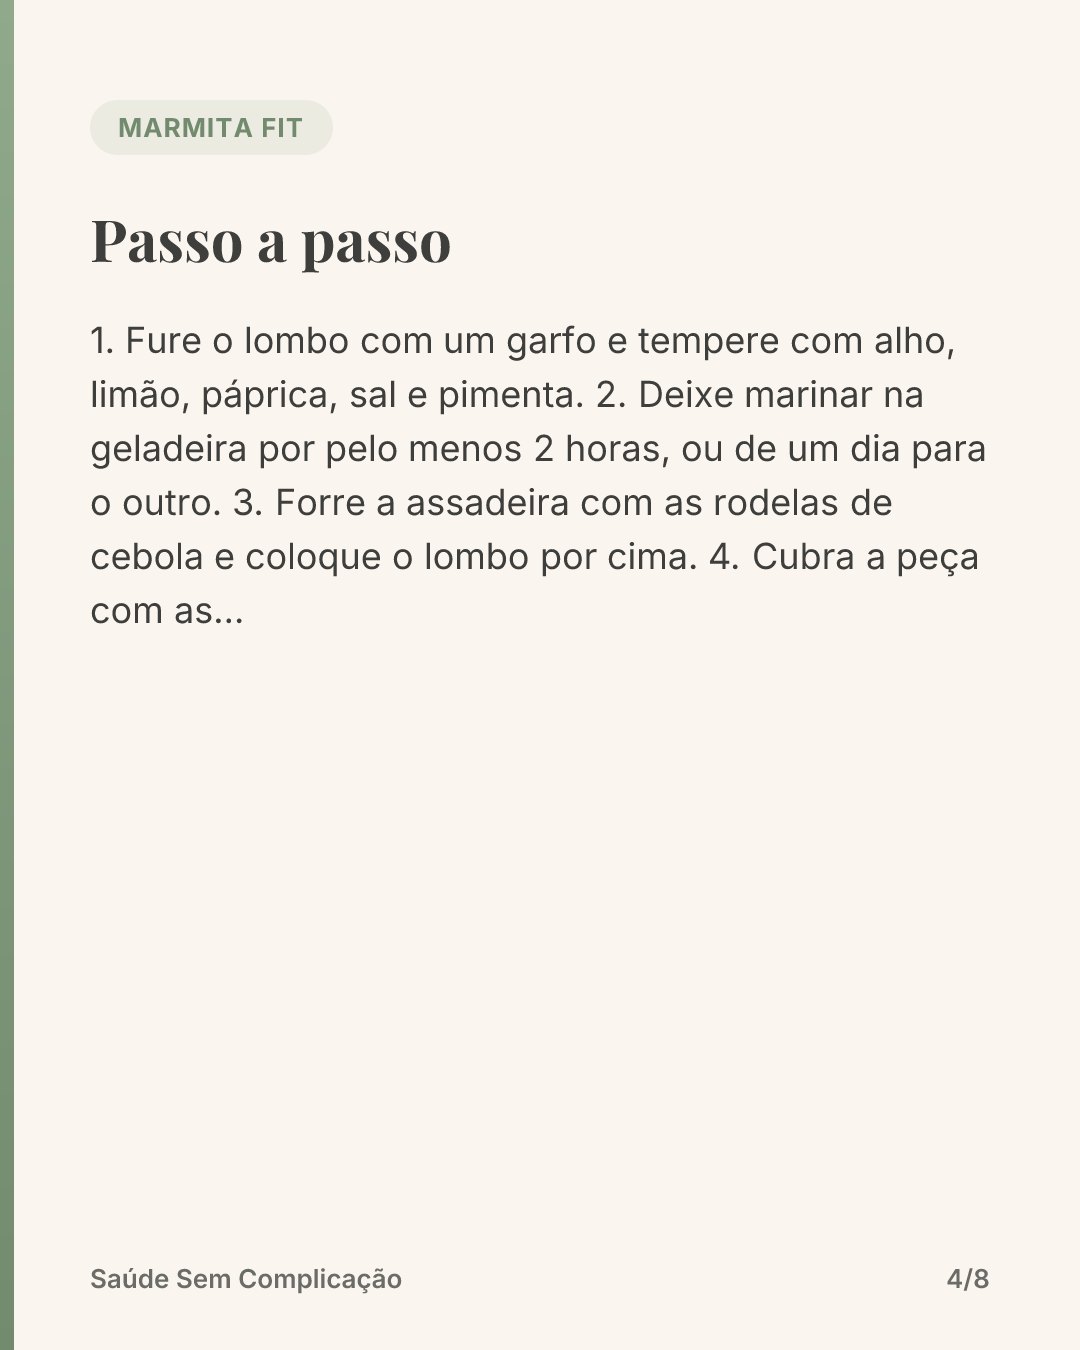 MARMITA FIT
Passo a passo
1. Fure o lombo com um garfo e tempere com alho,
limão, páprica, sal e pimenta. 2. Deixe marinar na
geladeira por pelo menos 2 horas, ou de um dia para
o outro. 3. Forre a assadeira com as rodelas de
cebola e coloque o lombo por cima. 4. Cubra a peça
com as...
Saúde Sem Complicação
4/8